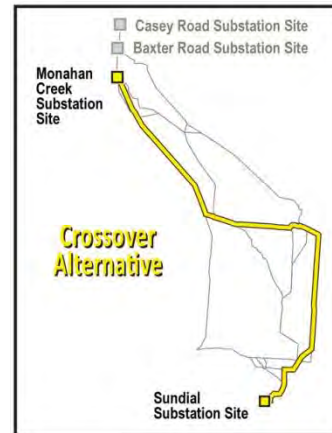 Casey Road Substation Site
Baxter Road Substation Site
Monahan
Creek
Substation
Site
Crossover
Alternative
Sundial
Substation Site